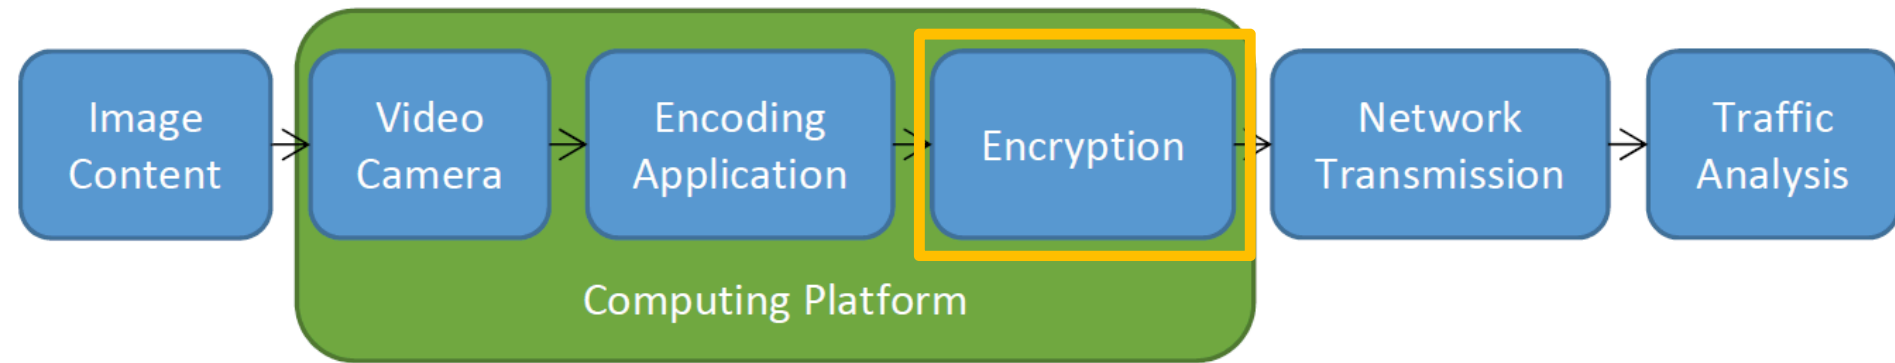 Image
Content
Video
Camera
Encoding
Application
Encryption
Network
Transmission
Traffic
Analysis
Computing Platform